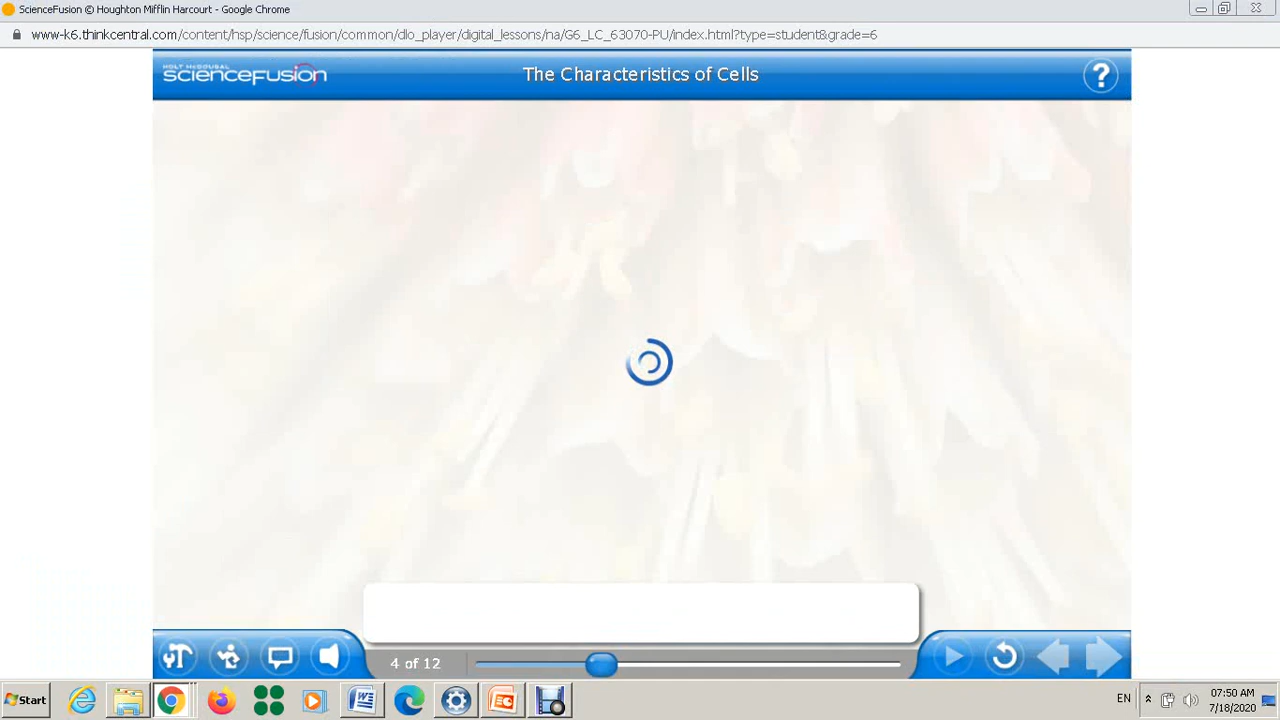 ScienceFusion © Houghton Mifflin Harcourt - Google Chrome
www-k6.thinkcentral.com/content/hsp/science/fusion/common/dlo_player/digital_lessons/na/G6_LC_63070-PU/index.html?type=student&grade=6
HOLT McDOUGAL
SCIENCEFUSION
The Characteristics of Cells
?
4 of 12
Start
EN
07:50 AM
7/18/2020